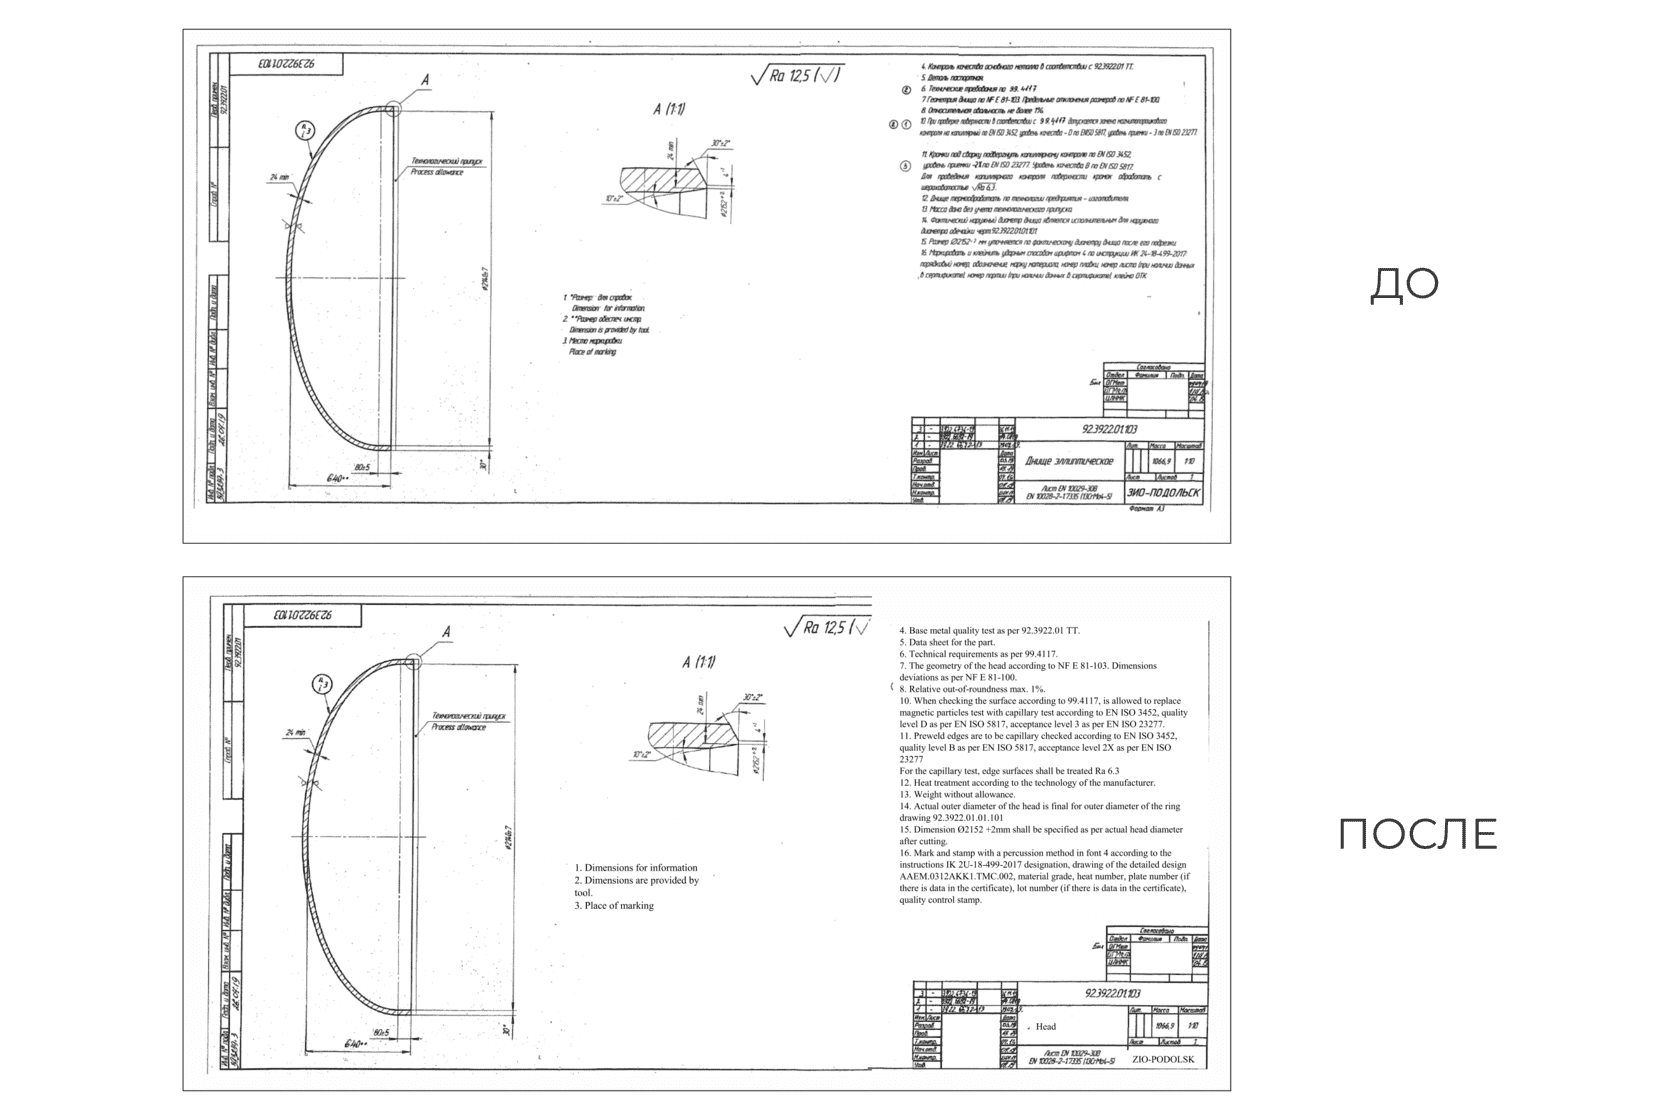 92.3922.01.103
Ra 12,5 (√)
А
А (1:1)
Технологический припуск
Process allowance
24 min
30°±2°
24 min
10°±2°
80±5
640**
30*
1 *Размер для справок.
Dimension for information.
2. **Размер обеспеч. инстр.
Dimension is provided by tool.
3. Место маркировки.
Place of marking
4. Контроль качества основного металла в соответствии с 92.3922.01 ТТ.
5. Деталь паспортная.
6. Технические требования по 99.4117
7 Геометрия днища по NF E 81-103. Предельные отклонения размеров по NF E 81-100.
8. Относительная овальность не более 1%.
10. При проверке поверхности в соответствии с 99.4117 допускается замена магнитопорошкового
контроля на капиллярный по EN ISO 3452, уровень качества - D по EN ISO 5817, уровень приемки - 3 по EN ISO 23277.
11. Кромки под сварку подвергнуть капиллярному контролю по EN ISO 3452,
уровень приемки -2X по EN ISO 23277. Уровень качества В по EN ISO 5817.
Для проведения капиллярного контроля поверхности кромок обработать с
шероховатостью √Ra 6.3.
12. Днище термообработать по технологии предприятия - изготовителя.
13. Масса дана без учета технологического припуска.
14. Фактический наружный диаметр днища является исполнительным для наружного
диаметра обечайки черт.92.3922.01.01.101
15. Размер Ø2152 мм уточняется по фактическому диаметру днища после его подрезки.
16. Маркировать и клеймить ударным способом шрифтом 4 по инструкции ИК 24-18-499-2017:
порядковый номер, обозначение, марку материала, номер плавки, номер листа (при наличии данных
в сертификате), номер партии (при наличии данных в сертификате), клеймо ОТК.
Согласовано
Отдел Фамилия Подп. Дата
92.3922.01.103
Днище эллиптическое
Лит. Масса Масштаб
1066,9 1:10
Лист Листов 1
Лист EN 10029-30B
EN 10028-2-1.7335 (13CrMo4-5)
ЗИО-ПОДОЛЬСК
Формат А3
ДО
92.3922.01.103
Ra 12,5 (√
А
А (1:1)
Технологический припуск
Process allowance
24 min
30°±2°
24 min
10°±2°
80±5
640**
30*
1. Dimensions for information
2. Dimensions are provided by
tool.
3. Place of marking
4. Base metal quality test as per 92.3922.01 TT.
5. Data sheet for the part.
6. Technical requirements as per 99.4117.
7. The geometry of the head according to NF E 81-103. Dimensions
deviations as per NF E 81-100.
8. Relative out-of-roundness max. 1%.
10. When checking the surface according to 99.4117, is allowed to replace
magnetic particles test with capillary test according to EN ISO 3452, quality
level D as per EN ISO 5817, acceptance level 3 as per EN ISO 23277.
11. Preweld edges are to be capillary checked according to EN ISO 3452,
quality level B as per EN ISO 5817, acceptance level 2X as per EN ISO
23277
For the capillary test, edge surfaces shall be treated Ra 6.3
12. Heat treatment according to the technology of the manufacturer.
13. Weight without allowance.
14. Actual outer diameter of the head is final for outer diameter of the ring
drawing 92.3922.01.01.101
15. Dimension Ø2152 +2mm shall be specified as per actual head diameter
after cutting.
16. Mark and stamp with a percussion method in font 4 according to the
instructions IK 2U-18-499-2017 designation, drawing of the detailed design
AAEM.0312AKK1.TMC.002, material grade, heat number, plate number (if
there is data in the certificate), lot number (if there is data in the certificate),
quality control stamp.
Согласовано
Отдел Фамилия Подп. Дата
92.3922.01.103
Head
Лит. Масса Масштаб
1066,9 1:10
Лист Листов 1
Лист EN 10029-30B
EN 10028-2-1.7335 (13CrMo4-5)
ZIO-PODOLSK
ПОСЛЕ